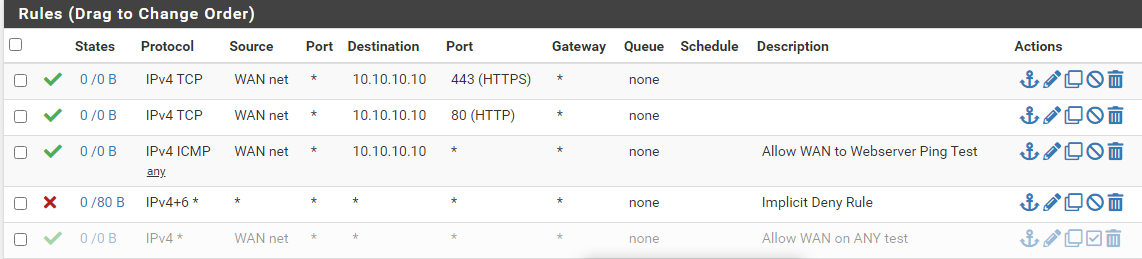 Rules (Drag to Change Order)
States Protocol Source Port Destination Port Gateway Queue Schedule Description Actions
0 /0 B IPv4 TCP WAN net * 10.10.10.10 443 (HTTPS) * none
0 /0 B IPv4 TCP WAN net * 10.10.10.10 80 (HTTP) * none
0 /0 B IPv4 ICMP WAN net * 10.10.10.10 * * none Allow WAN to Webserver Ping Test
any
0 /80 B IPv4+6 * * * * * * none Implicit Deny Rule
0 /0 B IPv4 * WAN net * * * * none Allow WAN on ANY test